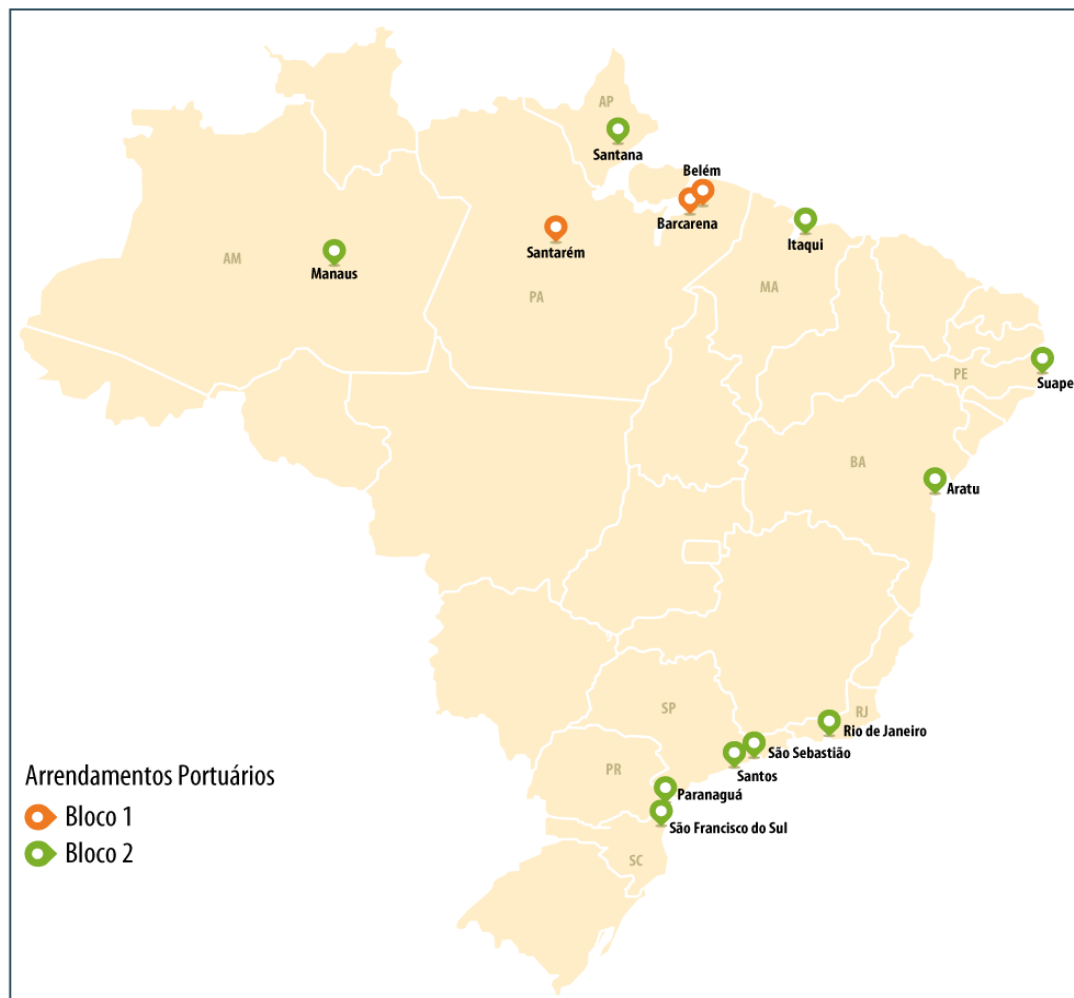 AP
Santana
Belém
Barcarena
Itaqui
Santarém
AM
Manaus
PA
MA
PE
Suape
BA
Aratu
SP
RJ
Rio de Janeiro
São Sebastião
Santos
PR
Paranaguá
São Francisco do Sul
SC
Arrendamentos Portuários
Bloco 1
Bloco 2